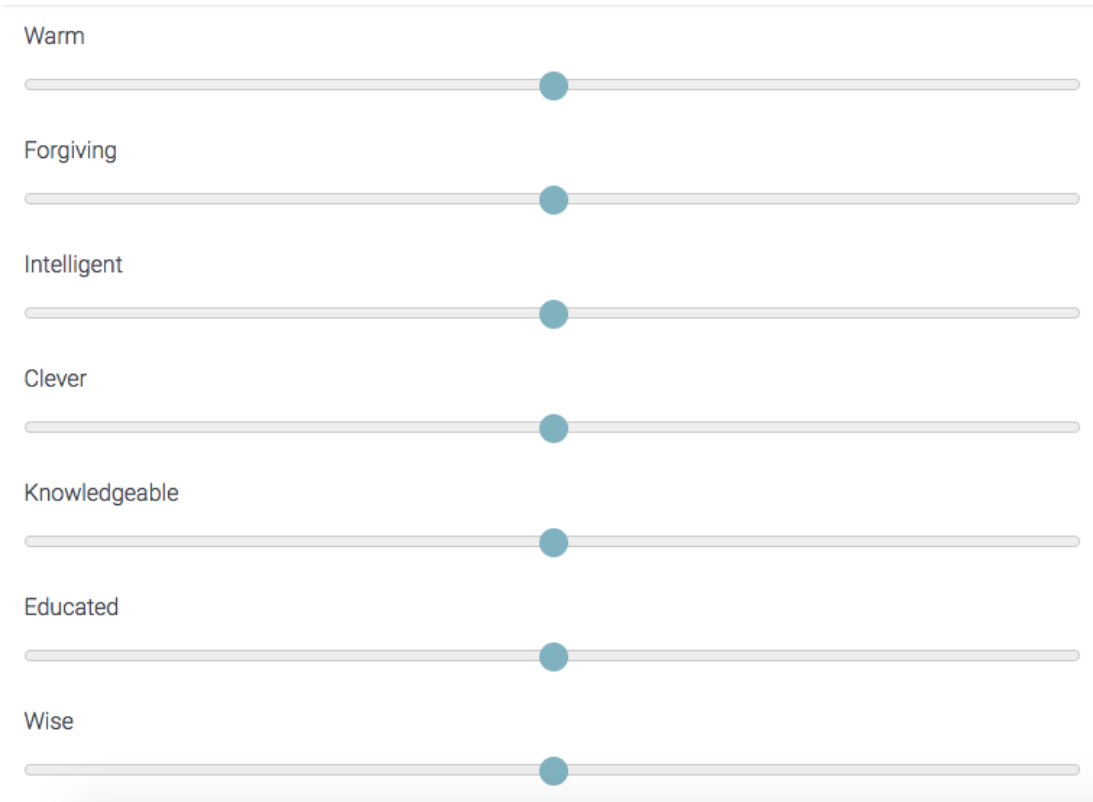 Warm
Forgiving
Intelligent
Clever
Knowledgeable
Educated
Wise